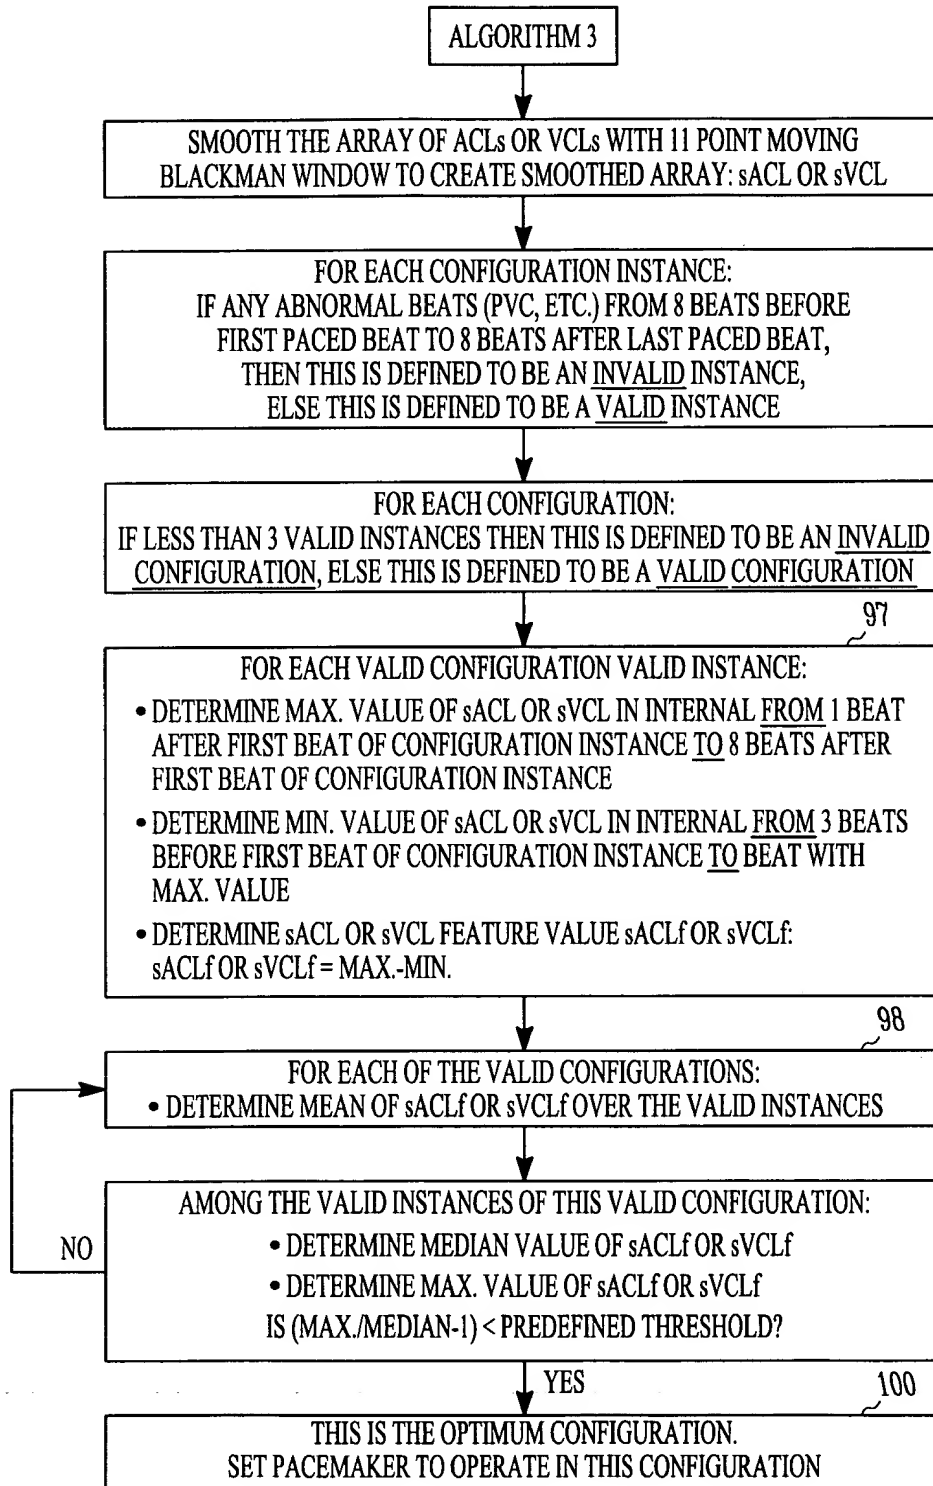 ALGORITHM 3
SMOOTH THE ARRAY OF ACLs OR VCLs WITH 11 POINT MOVING
BLACKMAN WINDOW TO CREATE SMOOTHED ARRAY: sACL OR sVCL
FOR EACH CONFIGURATION INSTANCE:
IF ANY ABNORMAL BEATS (PVC, ETC.) FROM 8 BEATS BEFORE
FIRST PACED BEAT TO 8 BEATS AFTER LAST PACED BEAT,
THEN THIS IS DEFINED TO BE AN INVALID INSTANCE,
ELSE THIS IS DEFINED TO BE A VALID INSTANCE
FOR EACH CONFIGURATION:
IF LESS THAN 3 VALID INSTANCES THEN THIS IS DEFINED TO BE AN INVALID
CONFIGURATION, ELSE THIS IS DEFINED TO BE A VALID CONFIGURATION
97
FOR EACH VALID CONFIGURATION VALID INSTANCE:
• DETERMINE MAX. VALUE OF sACL OR sVCL IN INTERNAL FROM 1 BEAT
AFTER FIRST BEAT OF CONFIGURATION INSTANCE TO 8 BEATS AFTER
FIRST BEAT OF CONFIGURATION INSTANCE
• DETERMINE MIN. VALUE OF sACL OR sVCL IN INTERNAL FROM 3 BEATS
BEFORE FIRST BEAT OF CONFIGURATION INSTANCE TO BEAT WITH
MAX. VALUE
• DETERMINE sACL OR sVCL FEATURE VALUE sACLf OR sVCLf:
sACLf OR sVCLf = MAX.-MIN.
98
FOR EACH OF THE VALID CONFIGURATIONS:
• DETERMINE MEAN OF sACLf OR sVCLf OVER THE VALID INSTANCES
AMONG THE VALID INSTANCES OF THIS VALID CONFIGURATION:
• DETERMINE MEDIAN VALUE OF sACLf OR sVCLf
NO
• DETERMINE MAX. VALUE OF sACLf OR sVCLf
IS (MAX./MEDIAN-1) < PREDEFINED THRESHOLD?
YES
100
THIS IS THE OPTIMUM CONFIGURATION.
SET PACEMAKER TO OPERATE IN THIS CONFIGURATION